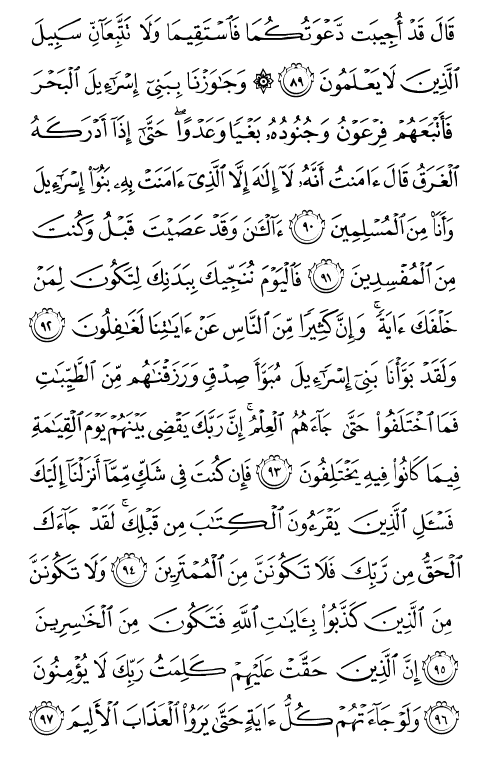 قَالَ قَدْ أُجِيبَت دَّعْوَتُكُمَا فَٱسْتَقِيمَا وَلَا تَتَّبِعَآنِّ سَبِيلَ
ٱلَّذِينَ لَا يَعْلَمُونَ ٨٩ ۞ وَجَٰوَزْنَا بِبَنِىٓ إِسْرَٰٓءِيلَ ٱلْبَحْرَ
فَأَتْبَعَهُمْ فِرْعَوْنُ وَجُنُودُهُۥ بَغْيًا وَعَدْوًا ۖ حَتَّىٰٓ إِذَآ أَدْرَكَهُ
ٱلْغَرَقُ قَالَ ءَامَنتُ أَنَّهُۥ لَآ إِلَٰهَ إِلَّا ٱلَّذِىٓ ءَامَنَتْ بِهِۦ بَنُوٓا۟ إِسْرَٰٓءِيلَ
وَأَنَا۠ مِنَ ٱلْمُسْلِمِينَ ٩٠ ءَآلْـَٰٔنَ وَقَدْ عَصَيْتَ قَبْلُ وَكُنتَ
مِنَ ٱلْمُفْسِدِينَ ٩١ فَٱلْيَوْمَ نُنَجِّيكَ بِبَدَنِكَ لِتَكُونَ لِمَنْ
خَلْفَكَ ءَايَةً ۚ وَإِنَّ كَثِيرًا مِّنَ ٱلنَّاسِ عَنْ ءَايَٰتِنَا لَغَٰفِلُونَ ٩٢
وَلَقَدْ بَوَّأْنَا بَنِىٓ إِسْرَٰٓءِيلَ مُبَوَّأَ صِدْقٍ وَرَزَقْنَٰهُم مِّنَ ٱلطَّيِّبَٰتِ
فَمَا ٱخْتَلَفُوا۟ حَتَّىٰ جَآءَهُمُ ٱلْعِلْمُ ۚ إِنَّ رَبَّكَ يَقْضِى بَيْنَهُمْ يَوْمَ ٱلْقِيَٰمَةِ
فِيمَا كَانُوا۟ فِيهِ يَخْتَلِفُونَ ٩٣ فَإِن كُنتَ فِى شَكٍّ مِّمَّآ أَنزَلْنَآ إِلَيْكَ
فَسْـَٔلِ ٱلَّذِينَ يَقْرَءُونَ ٱلْكِتَٰبَ مِن قَبْلِكَ ۚ لَقَدْ جَآءَكَ
ٱلْحَقُّ مِن رَّبِّكَ فَلَا تَكُونَنَّ مِنَ ٱلْمُمْتَرِينَ ٩٤ وَلَا تَكُونَنَّ
مِنَ ٱلَّذِينَ كَذَّبُوا۟ بِـَٔايَٰتِ ٱللَّهِ فَتَكُونَ مِنَ ٱلْخَٰسِرِينَ
٩٥ إِنَّ ٱلَّذِينَ حَقَّتْ عَلَيْهِمْ كَلِمَتُ رَبِّكَ لَا يُؤْمِنُونَ
٩٦ وَلَوْ جَآءَتْهُمْ كُلُّ ءَايَةٍ حَتَّىٰ يَرَوُا۟ ٱلْعَذَابَ ٱلْأَلِيمَ ٩٧